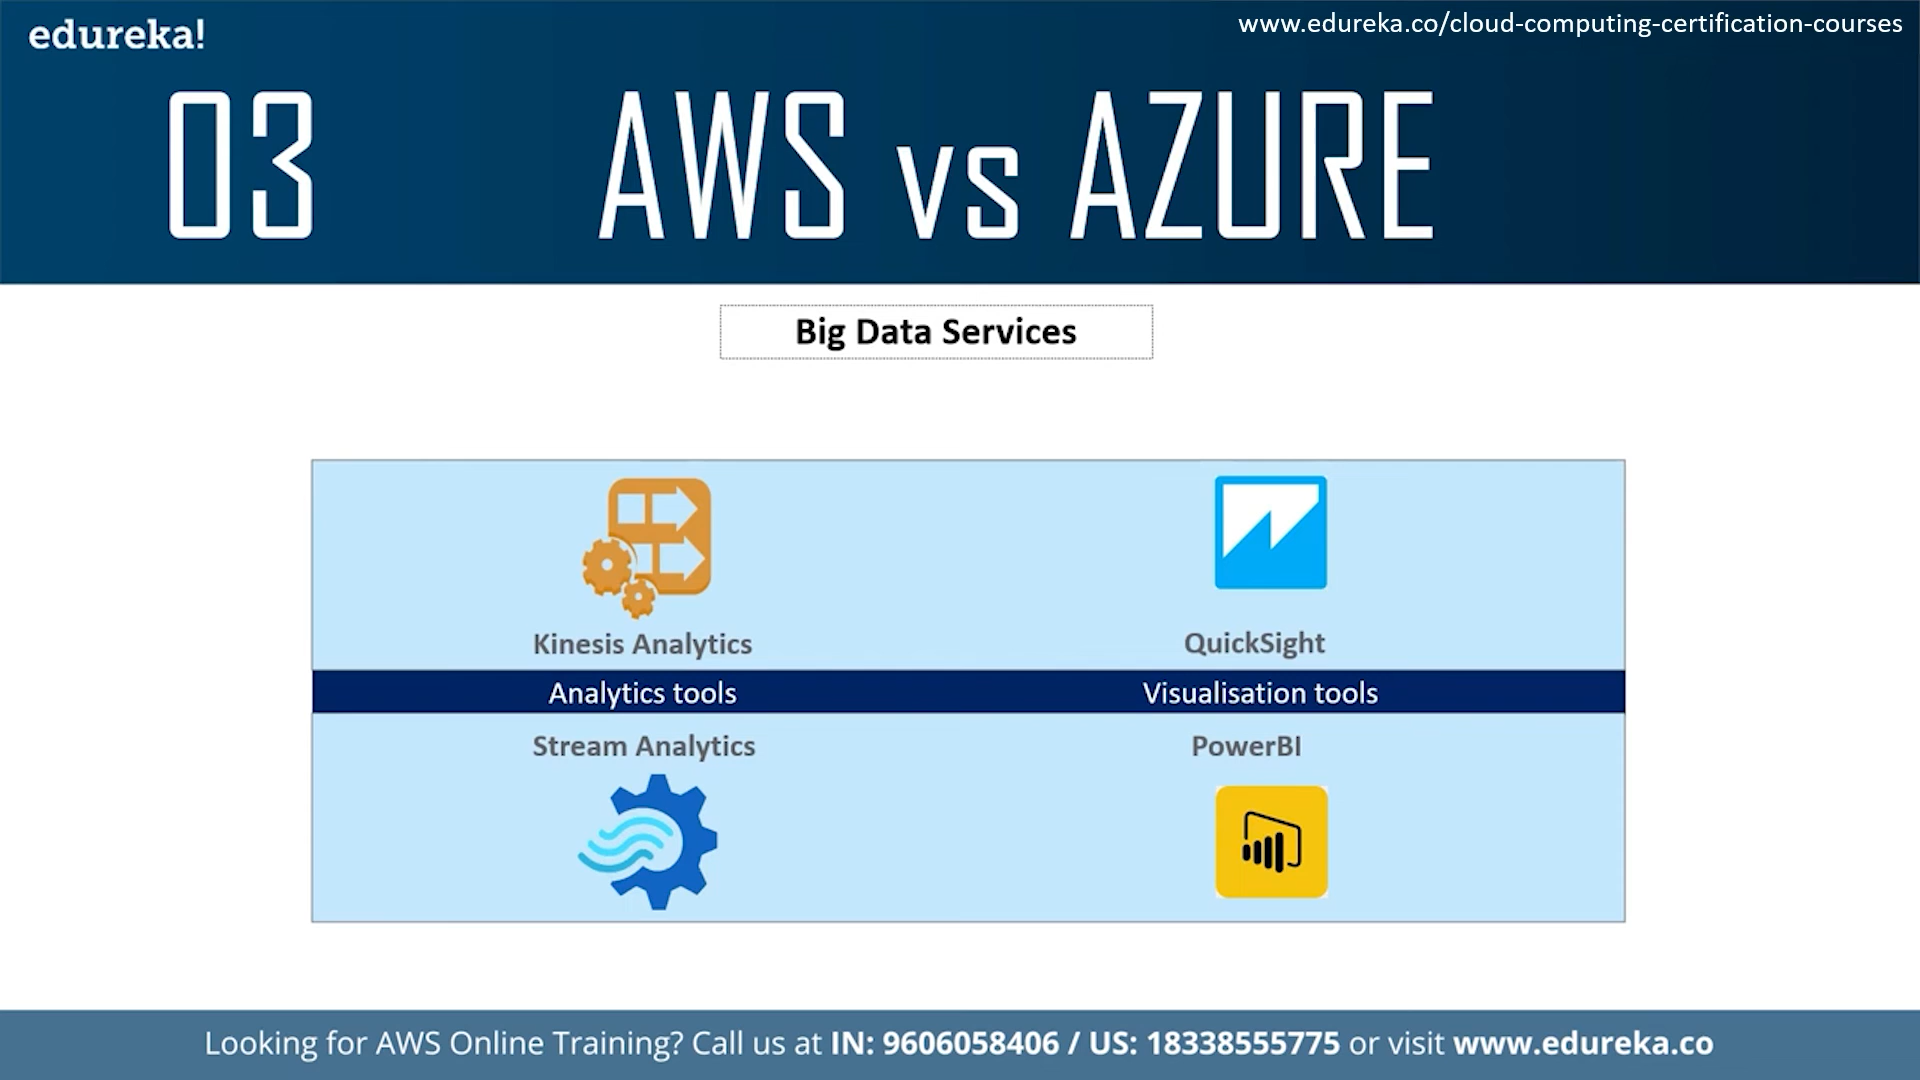 edureka!
www.edureka.co/cloud-computing-certification-courses
03
AWS vs AZURE
Big Data Services
Kinesis Analytics
QuickSight
Analytics tools
Visualisation tools
Stream Analytics
PowerBI
Looking for AWS Online Training? Call us at IN: 9606058406 / US: 18338555775 or visit www.edureka.co